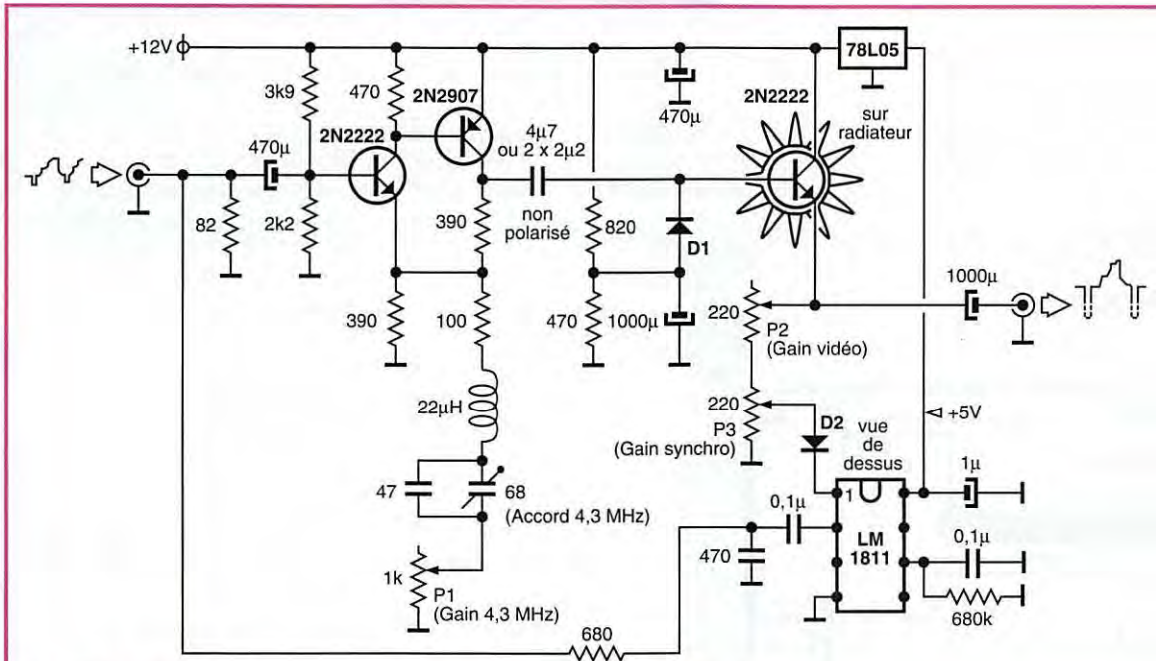 +12V
3k9
470
2N2907
2N2222
470µ
4µ7
ou 2 x 2µ2
non
polarisé
82
2k2
390
820
D1
470µ
2N2222
78L05
sur
radiateur
390
100
470
1000µ
220
P2
(Gain vidéo)
1000µ
22µH
220
P3
(Gain synchro)
D2
vue
de
dessus
+5V
47
68
(Accord 4,3 MHz)
1k
P1
(Gain 4,3 MHz)
0,1µ
470
1
LM
1811
1µ
0,1µ
680k
680